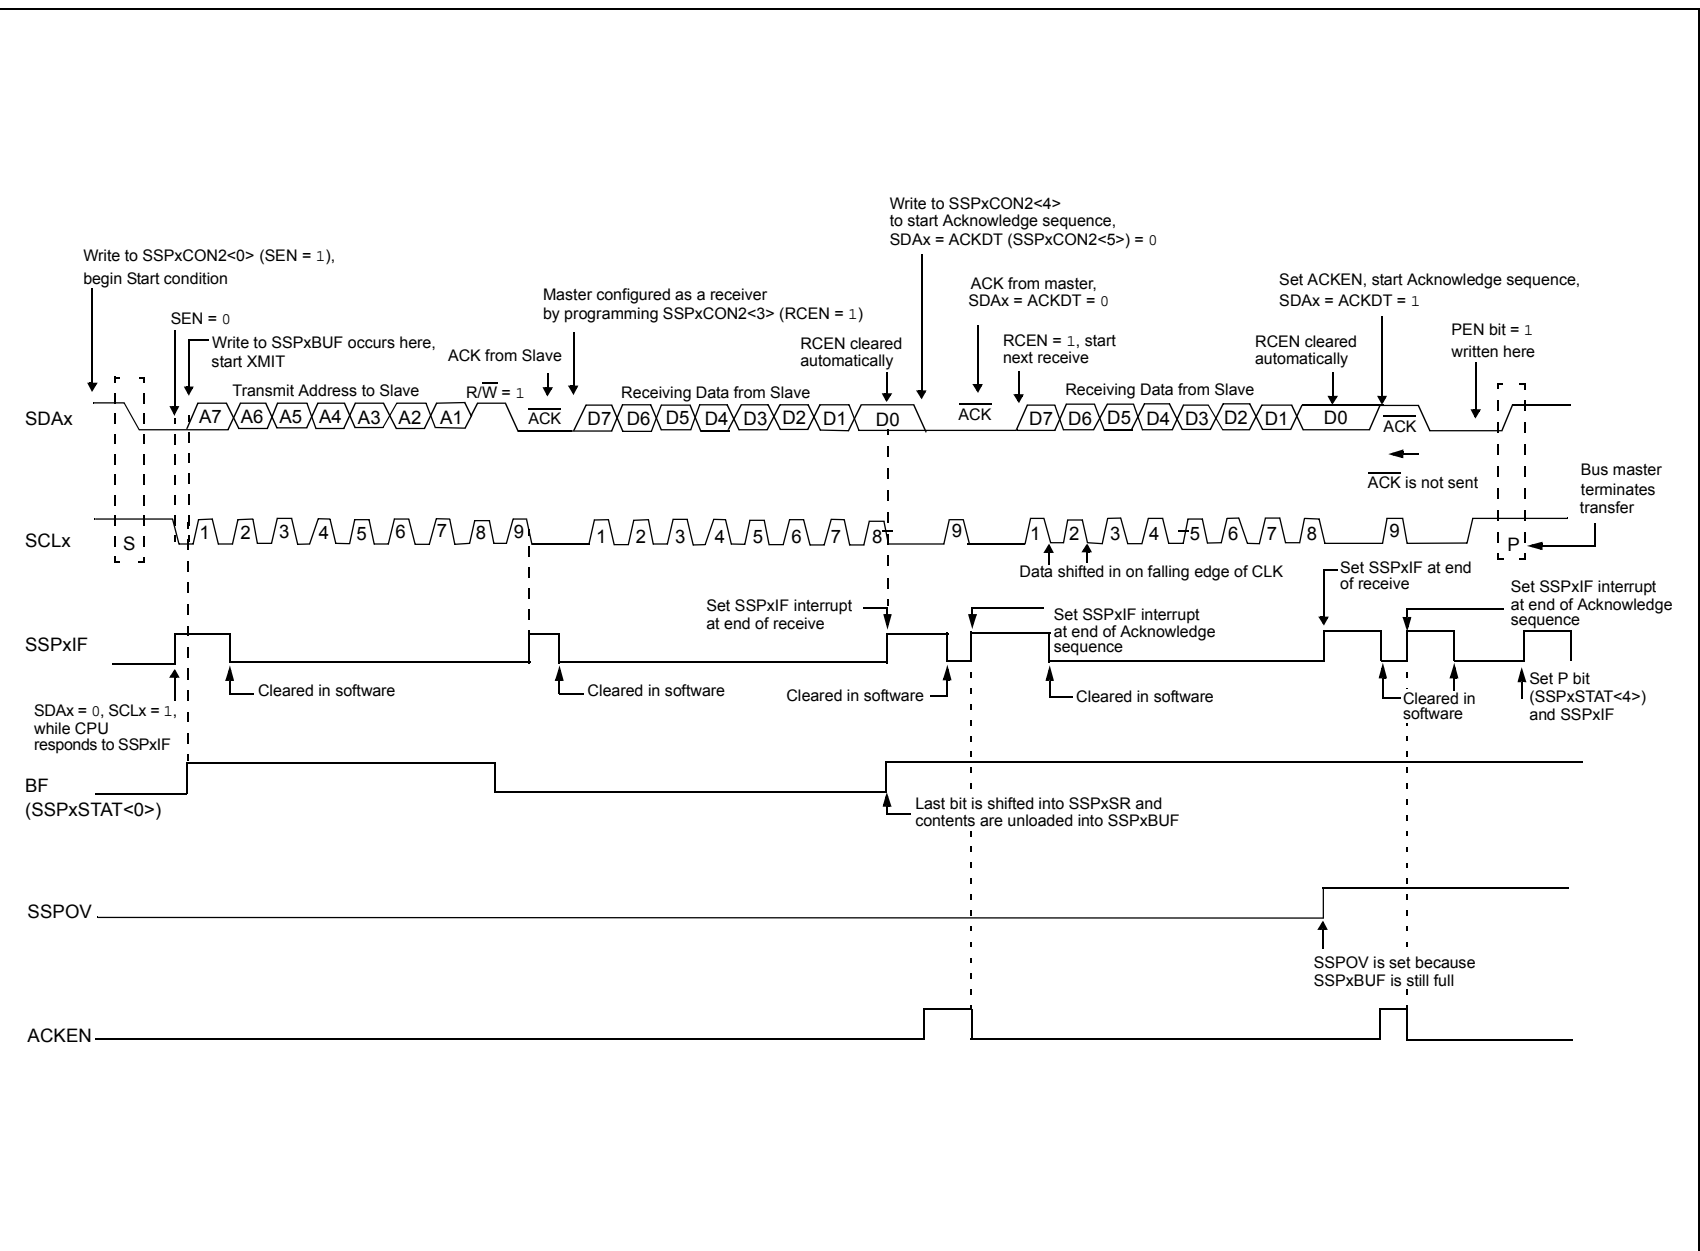 Write to SSPxCON2<4>
to start Acknowledge sequence,
SDAx = ACKDT (SSPxCON2<5>) = 0
Write to SSPxCON2<0> (SEN = 1),
begin Start condition
ACK from master,
SDAx = ACKDT = 0
Set ACKEN, start Acknowledge sequence,
SDAx = ACKDT = 1
Master configured as a receiver
by programming SSPxCON2<3> (RCEN = 1)
SEN = 0
Write to SSPxBUF occurs here,
start XMIT
ACK from Slave
RCEN cleared
automatically
RCEN = 1, start
next receive
RCEN cleared
automatically
PEN bit = 1
written here
Transmit Address to Slave
R/W = 1
Receiving Data from Slave
Receiving Data from Slave
SDAx
A7 A6 A5 A4 A3 A2 A1 ACK D7 D6 D5 D4 D3 D2 D1 D0 ACK D7 D6 D5 D4 D3 D2 D1 D0 ACK
ACK is not sent
Bus master
terminates
transfer
SCLx
S 1 2 3 4 5 6 7 8 9 1 2 3 4 5 6 7 8 9 1 2 3 4 5 6 7 8 9 P
Data shifted in on falling edge of CLK
Set SSPxIF at end
of receive
Set SSPxIF interrupt
at end of Acknowledge
sequence
Set SSPxIF interrupt
at end of receive
Set SSPxIF interrupt
at end of Acknowledge
sequence
SSPxIF
Cleared in software
Cleared in software
Cleared in software
Cleared in software
Cleared in
software
Set P bit
(SSPxSTAT<4>)
and SSPxIF
SDAx = 0, SCLx = 1,
while CPU
responds to SSPxIF
BF
(SSPxSTAT<0>)
Last bit is shifted into SSPxSR and
contents are unloaded into SSPxBUF
SSPOV
SSPOV is set because
SSPxBUF is still full
ACKEN